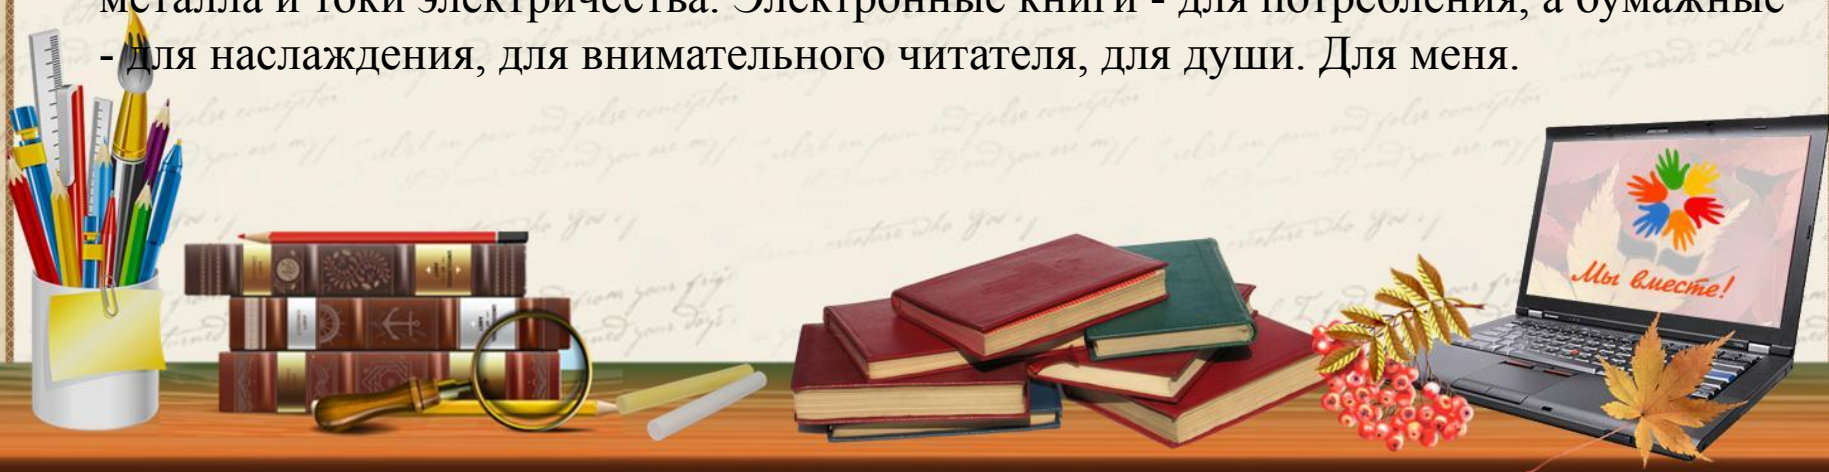 металла и токи электричества. Электронные книги - для потребления, а бумажные
- для наслаждения, для внимательного читателя, для души. Для меня.
Мы вместе!